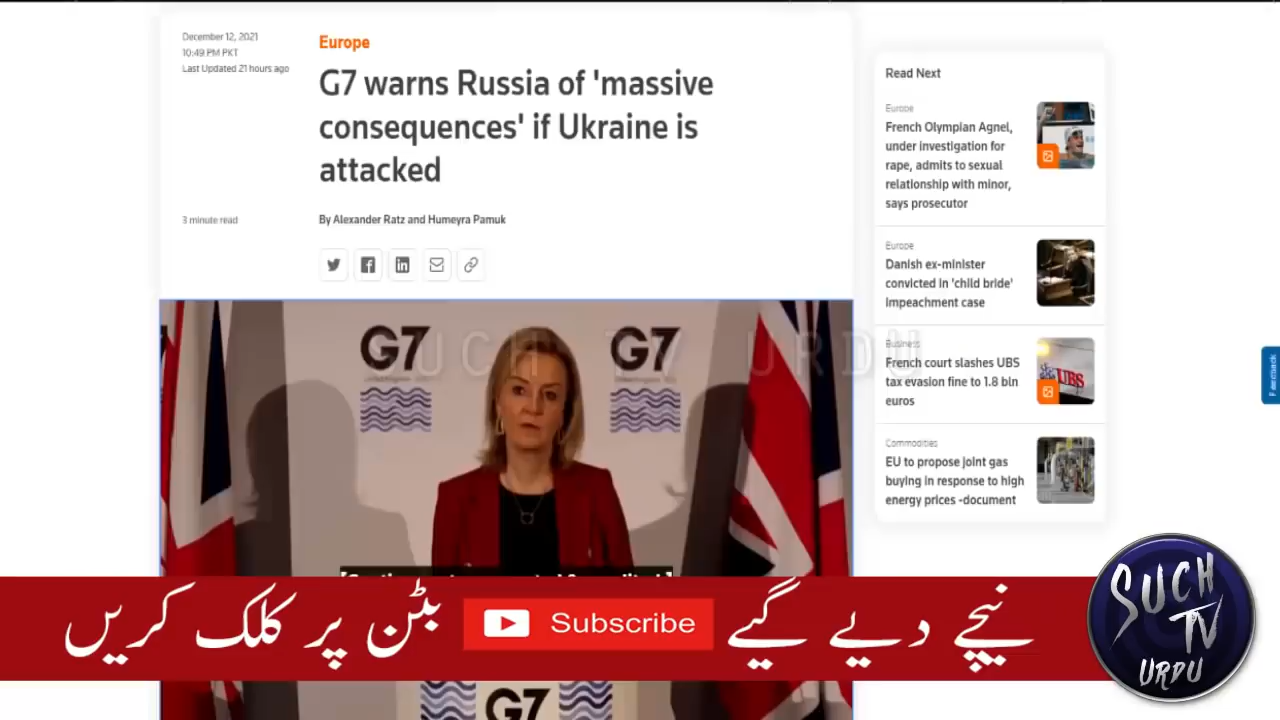 December 12, 2021
10:49 PM PKT
Last Updated 21 hours ago
Europe
G7 warns Russia of 'massive
consequences' if Ukraine is
attacked
3 minute read
By Alexander Ratz and Humeyra Pamuk
Read Next
Europe
French Olympian Agnel,
under investigation for
rape, admits to sexual
relationship with minor,
says prosecutor
Europe
Danish ex-minister
convicted in 'child bride'
impeachment case
Business
French court slashes UBS
tax evasion fine to 1.8 bln
euros
UBS
Commodities
EU to propose joint gas
buying in response to high
energy prices -document
Feedback
G7 G7
SUCH TV URDU
نیچے دیے گیے Subscribe بٹن پر کلک کریں
SUCH
TV
URDU
G7